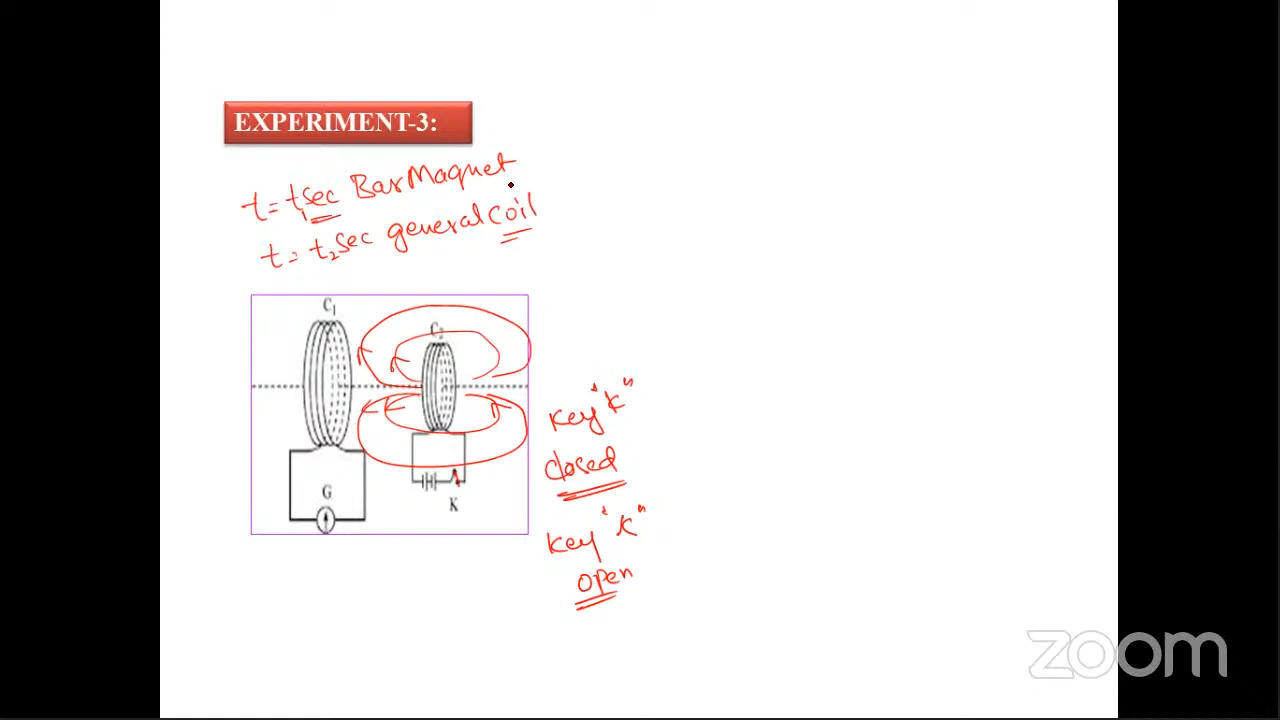 EXPERIMENT-3:
t = t1sec Bar Magnet
t = t2sec general coil
C1
C2
G
K
Key "K"
closed
Key "K"
open
zoom